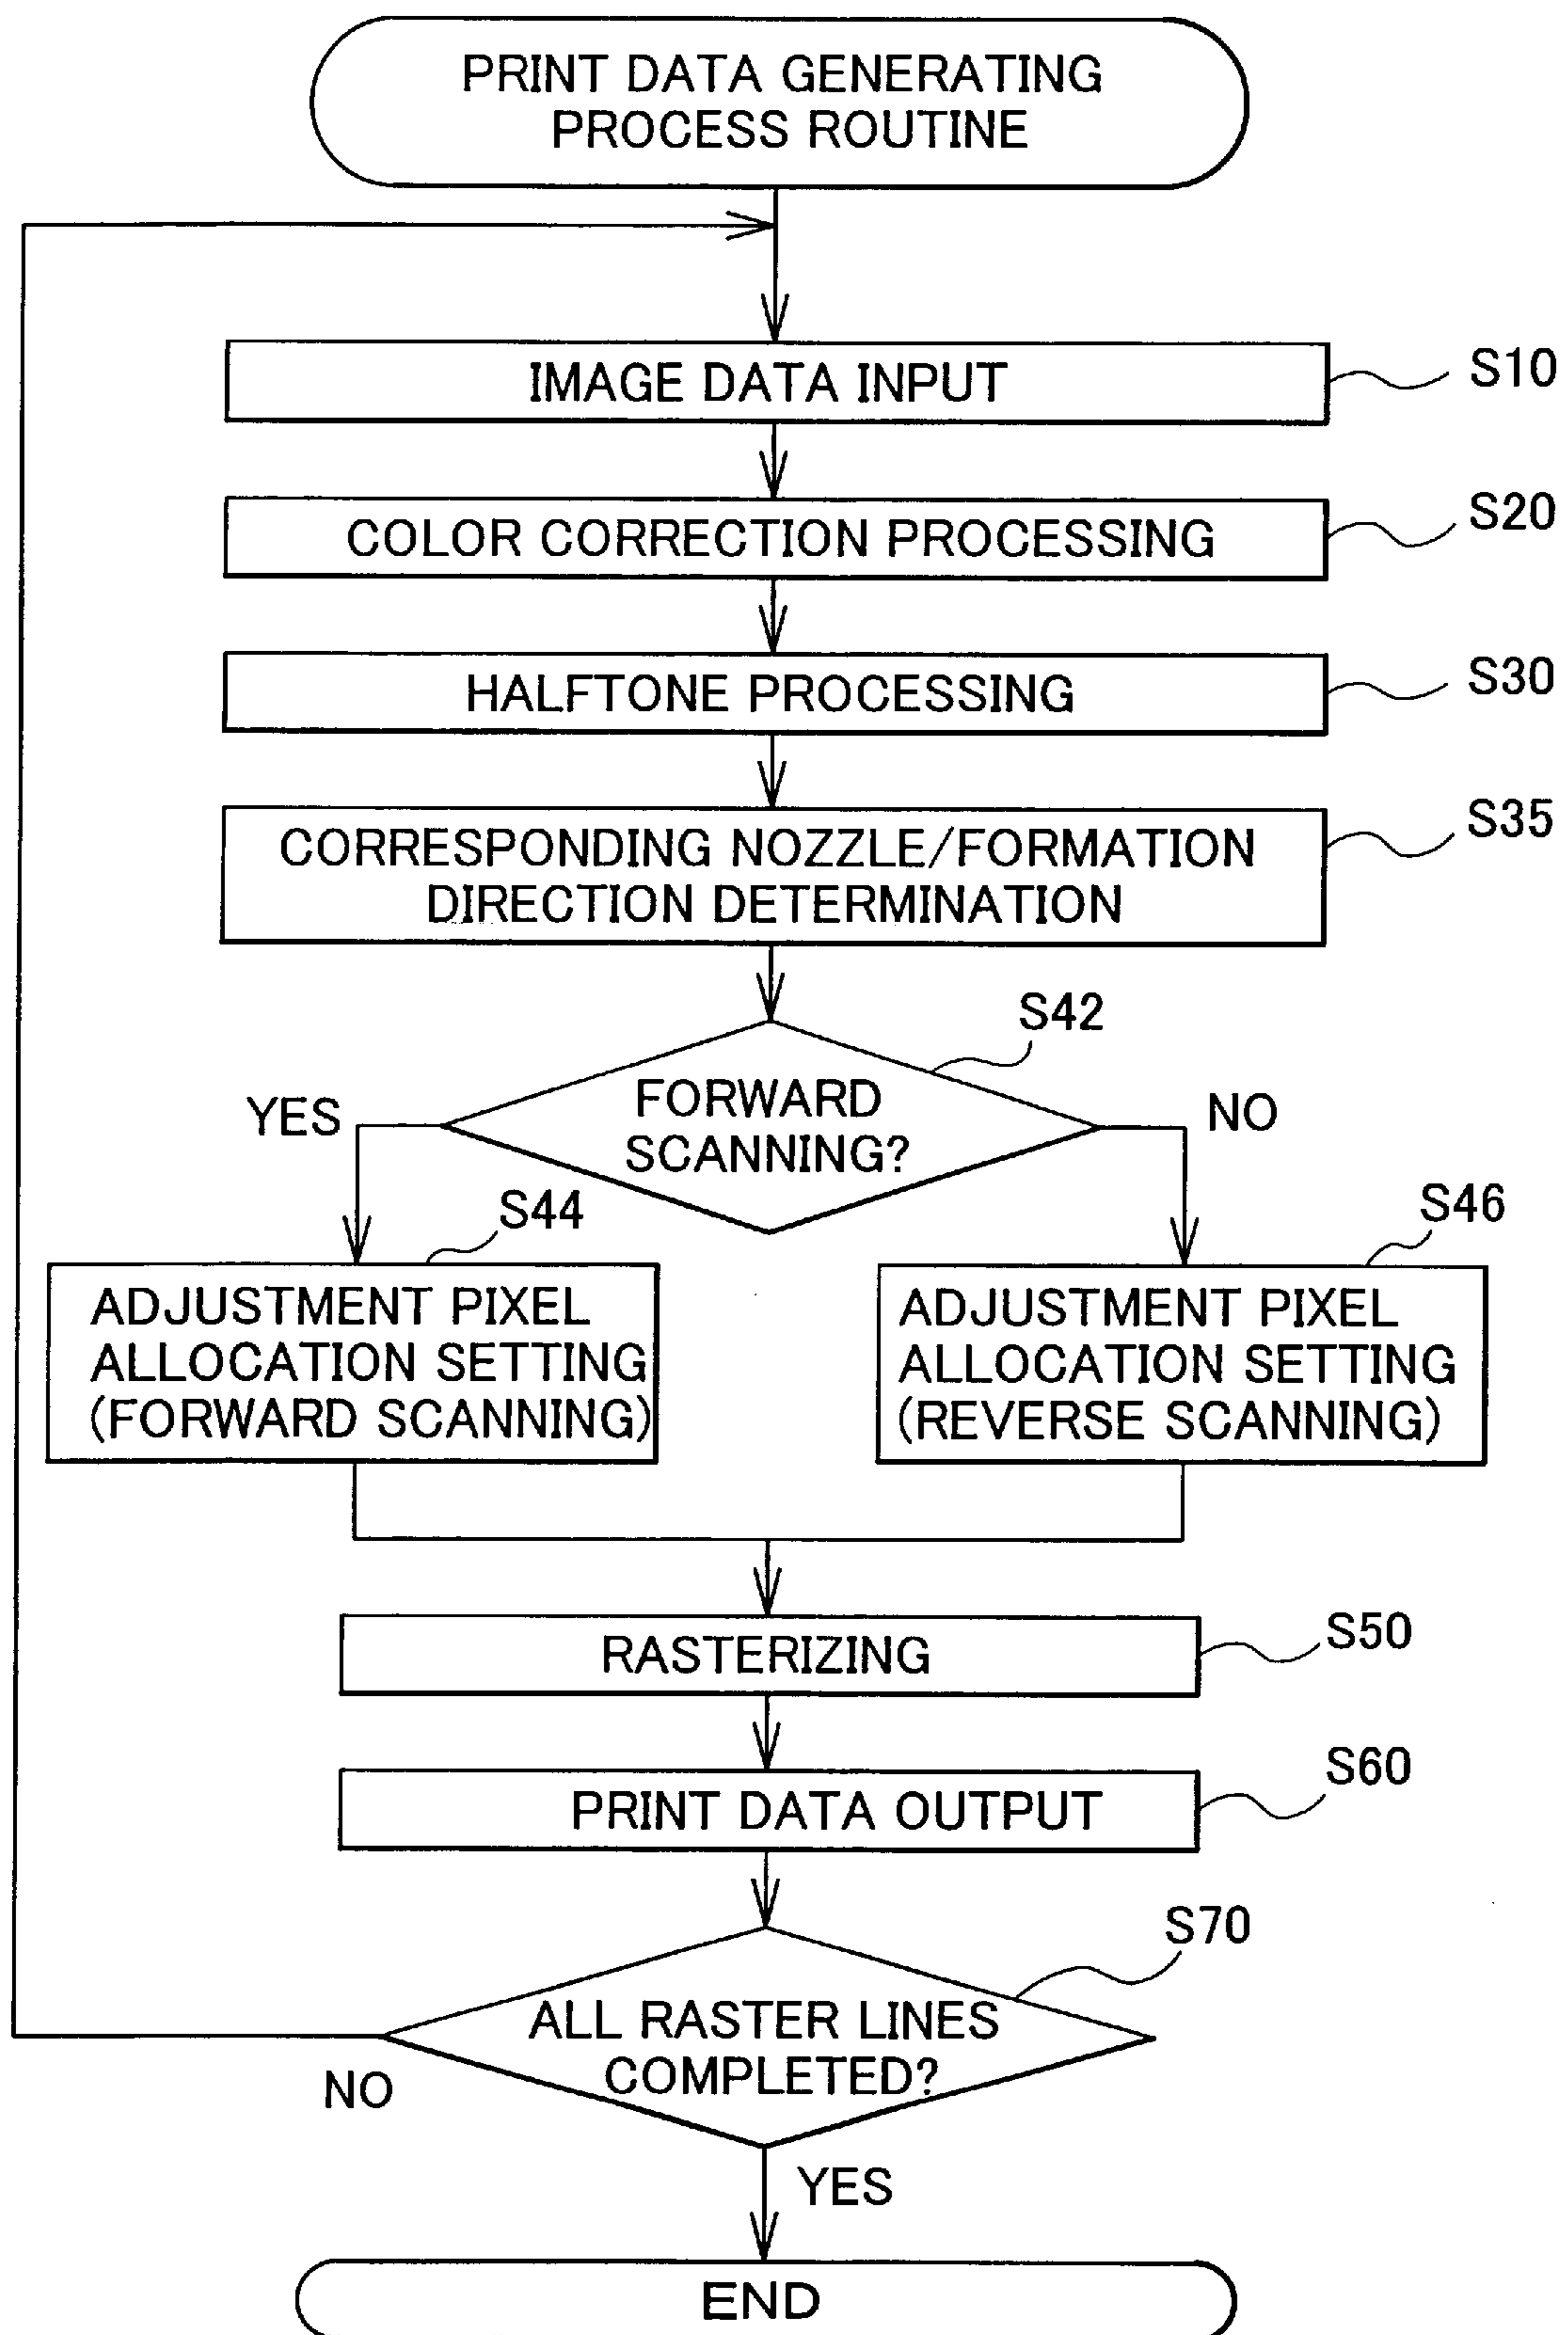 PRINT DATA GENERATING
PROCESS ROUTINE
IMAGE DATA INPUT
S10
COLOR CORRECTION PROCESSING
S20
HALFTONE PROCESSING
S30
CORRESPONDING NOZZLE/FORMATION
DIRECTION DETERMINATION
S35
S42
FORWARD
SCANNING?
YES
NO
S44
ADJUSTMENT PIXEL
ALLOCATION SETTING
(FORWARD SCANNING)
S46
ADJUSTMENT PIXEL
ALLOCATION SETTING
(REVERSE SCANNING)
RASTERIZING
S50
PRINT DATA OUTPUT
S60
S70
ALL RASTER LINES
COMPLETED?
NO
YES
END